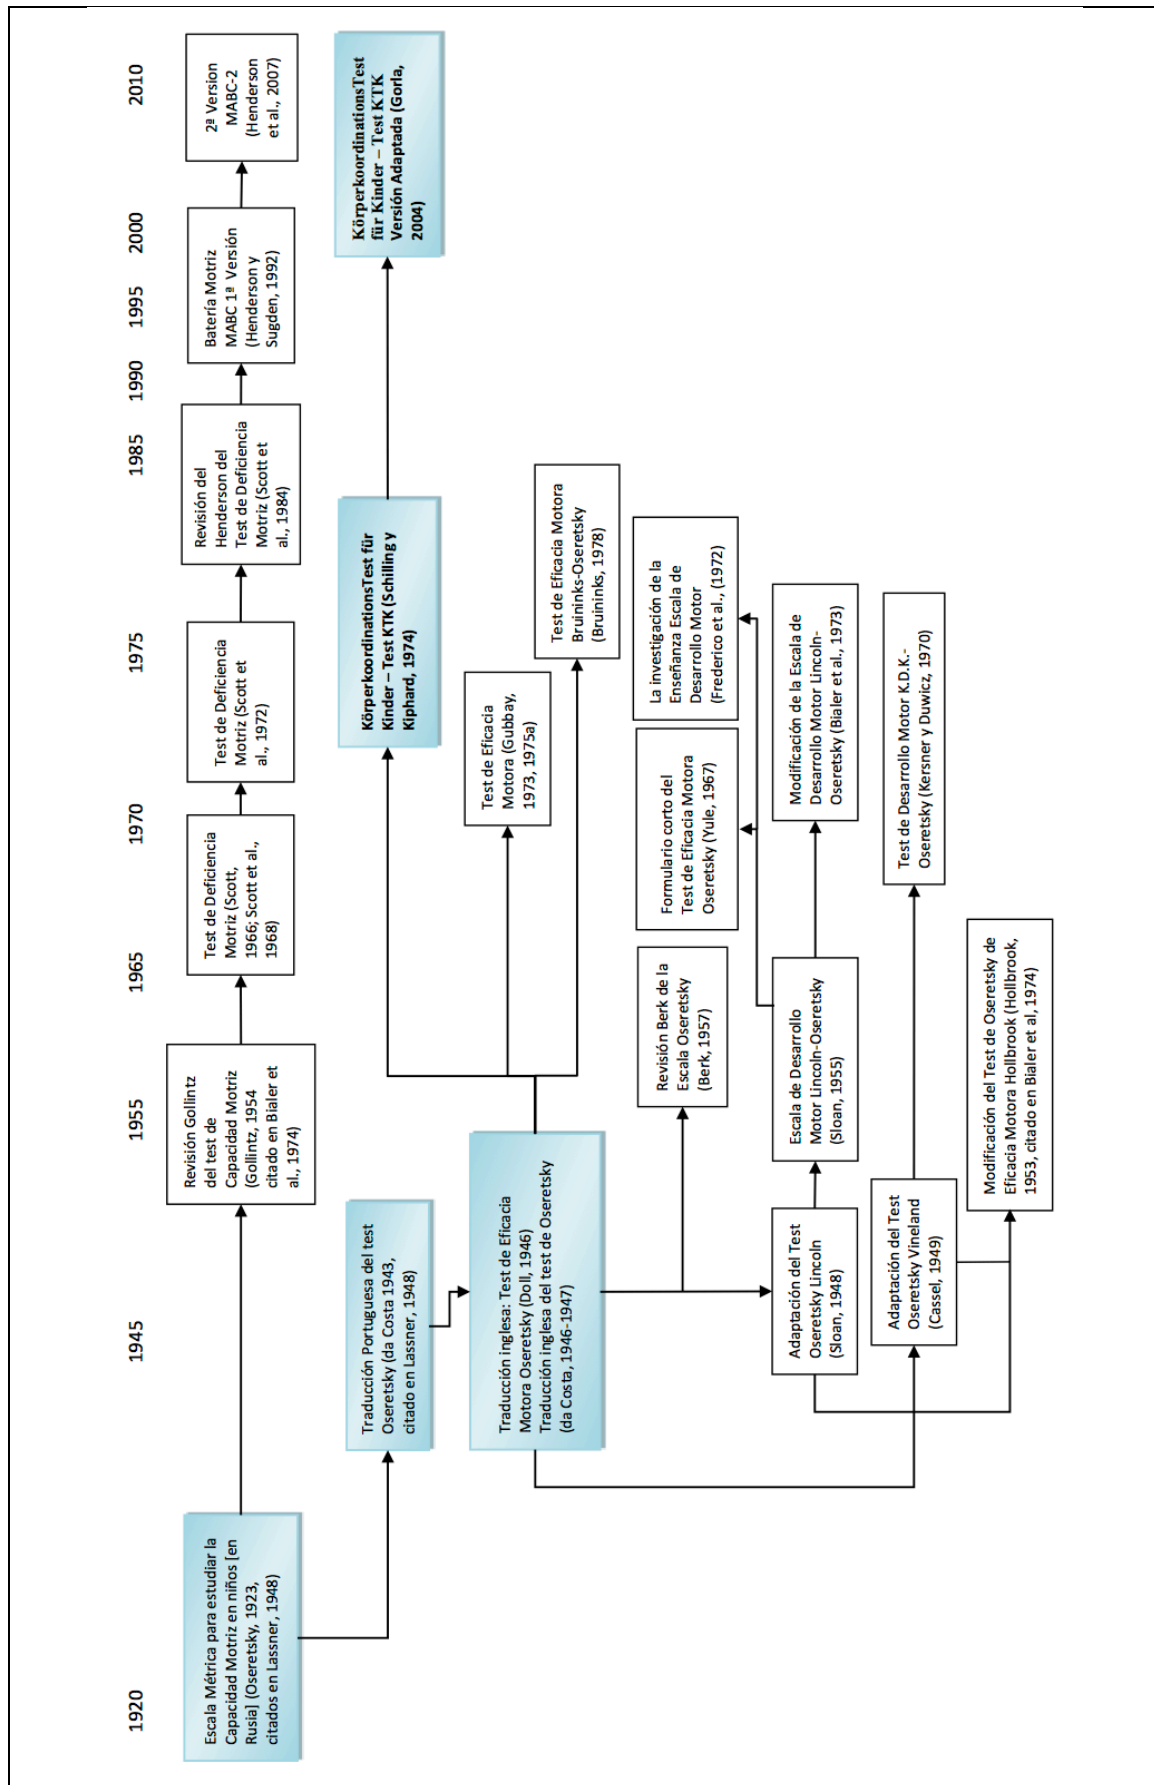 1920
1945
1955
1965
1970
1975
1985
1990
1995
2000
2010
Escala Métrica para estudiar la
Capacidad Motriz en niños [en
Rusia] (Oseretsky, 1923,
citados en Lassner, 1948)
Revisión Gollintz
del test de
Capacidad Motriz
(Gollintz, 1954
citado en Bialer et
al., 1974)
Test de Deficiencia
Motriz (Scott,
1966; Scott et al.,
1968)
Test de Deficiencia
Motriz (Scott et
al., 1972)
Revisión del
Henderson del
Test de Deficiencia
Motriz (Scott et
al., 1984)
Batería Motriz
MABC 1ª Versión
(Henderson y
Sugden, 1992)
2ª Version
MABC-2
(Henderson
et al., 2007)
Traducción Portuguesa del test
Oseretsky (da Costa 1943,
citado en Lassner, 1948)
KörperkoordinationsTest für
Kinder – Test KTK (Schilling y
Kiphard, 1974)
KörperkoordinationsTest
für Kinder – Test KTK
Versión Adaptada (Gorla,
2004)
Traducción inglesa: Test de Eficacia
Motora Oseretsky (Doll, 1946)
Traducción inglesa del test de Oseretsky
(da Costa, 1946-1947)
Test de Eficacia
Motora (Gubbay,
1973, 1975a)
Test de Eficacia Motora
Bruininks-Oseretsky
(Bruininks, 1978)
Revisión Berk de la
Escala Oseretsky
(Berk, 1957)
Formulario corto del
Test de Eficacia Motora
Oseretsky (Yule, 1967)
La investigación de la
Enseñanza Escala de
Desarrollo Motor
(Frederico et al., (1972)
Adaptación del Test
Oseretsky Lincoln
(Sloan, 1948)
Escala de Desarrollo
Motor Lincoln-Oseretsky
(Sloan, 1955)
Modificación de la Escala de
Desarrollo Motor Lincoln-
Oseretsky (Bialer et al., 1973)
Adaptación del Test
Oseretsky Vineland
(Cassel, 1949)
Test de Desarrollo Motor K.D.K.-
Oseretsky (Kersner y Duwicz, 1970)
Modificación del Test de Oseretsky de
Eficacia Motora Hollbrook (Hollbrook,
1953, citado en Bialer et al, 1974)